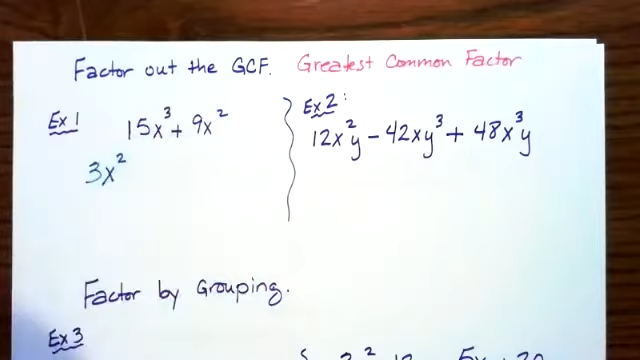 Factor out the GCF. Greatest Common Factor
Ex 1 15x³ + 9x²
3x²
Ex 2:
12x²y - 42xy³ + 48x³y
Factor by Grouping.
Ex 3